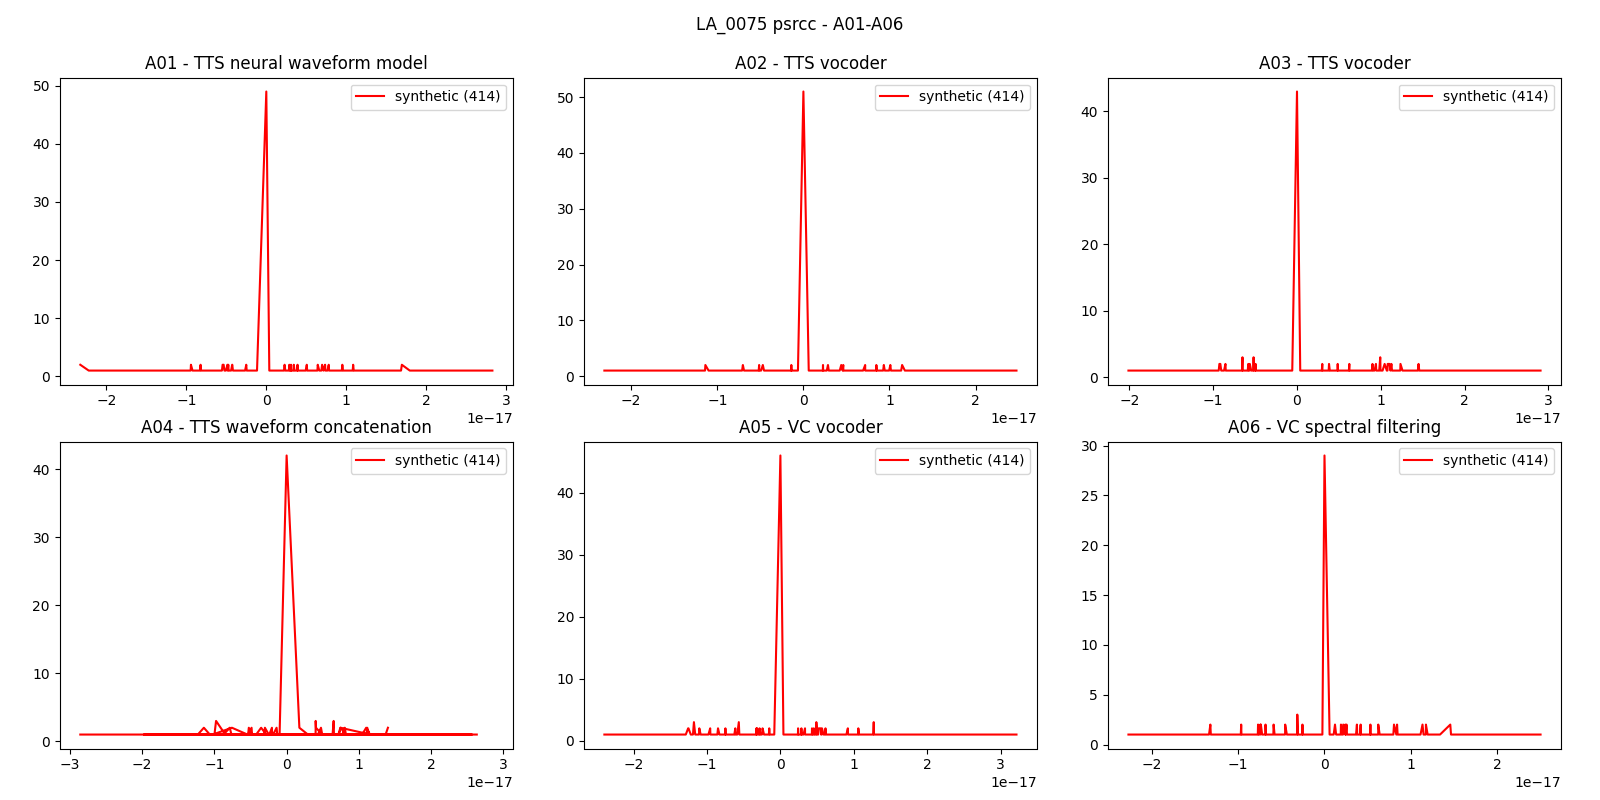 LA_0075 psrcc - A01-A06
A01 - TTS neural waveform model
synthetic (414)
50
40
30
20
10
0
−2 −1 0 1 2 3
1e−17
A02 - TTS vocoder
synthetic (414)
50
40
30
20
10
0
−2 −1 0 1 2
1e−17
A03 - TTS vocoder
synthetic (414)
40
30
20
10
0
−2 −1 0 1 2 3
1e−17
A04 - TTS waveform concatenation
synthetic (414)
40
30
20
10
0
−3 −2 −1 0 1 2 3
1e−17
A05 - VC vocoder
synthetic (414)
40
30
20
10
0
−2 −1 0 1 2 3
1e−17
A06 - VC spectral filtering
synthetic (414)
30
25
20
15
10
5
0
−2 −1 0 1 2
1e−17